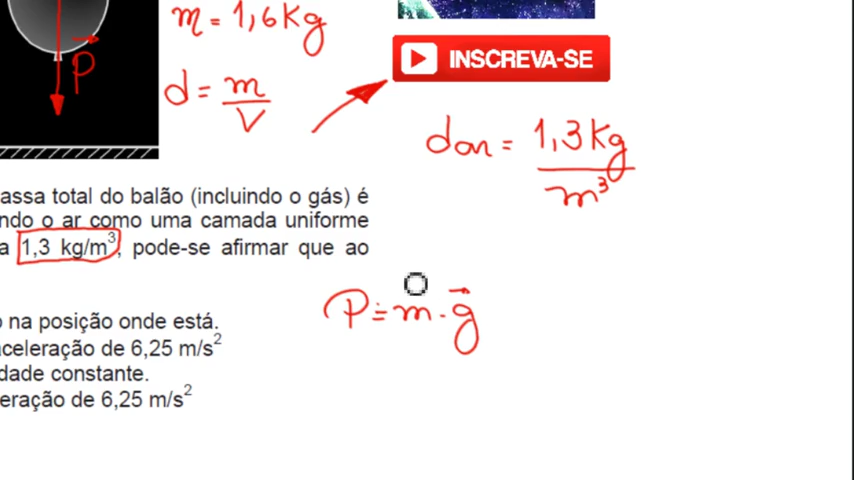 m = 1,6 Kg
P
INSCREVA-SE
d = m
V
dar = 1,3 Kg
m³
assa total do balão (incluindo o gás) é
ndo o ar como uma camada uniforme
a 1,3 kg/m³, pode-se afirmar que ao
P = m . g
o na posição onde está.
celeração de 6,25 m/s²
dade constante.
eração de 6,25 m/s²